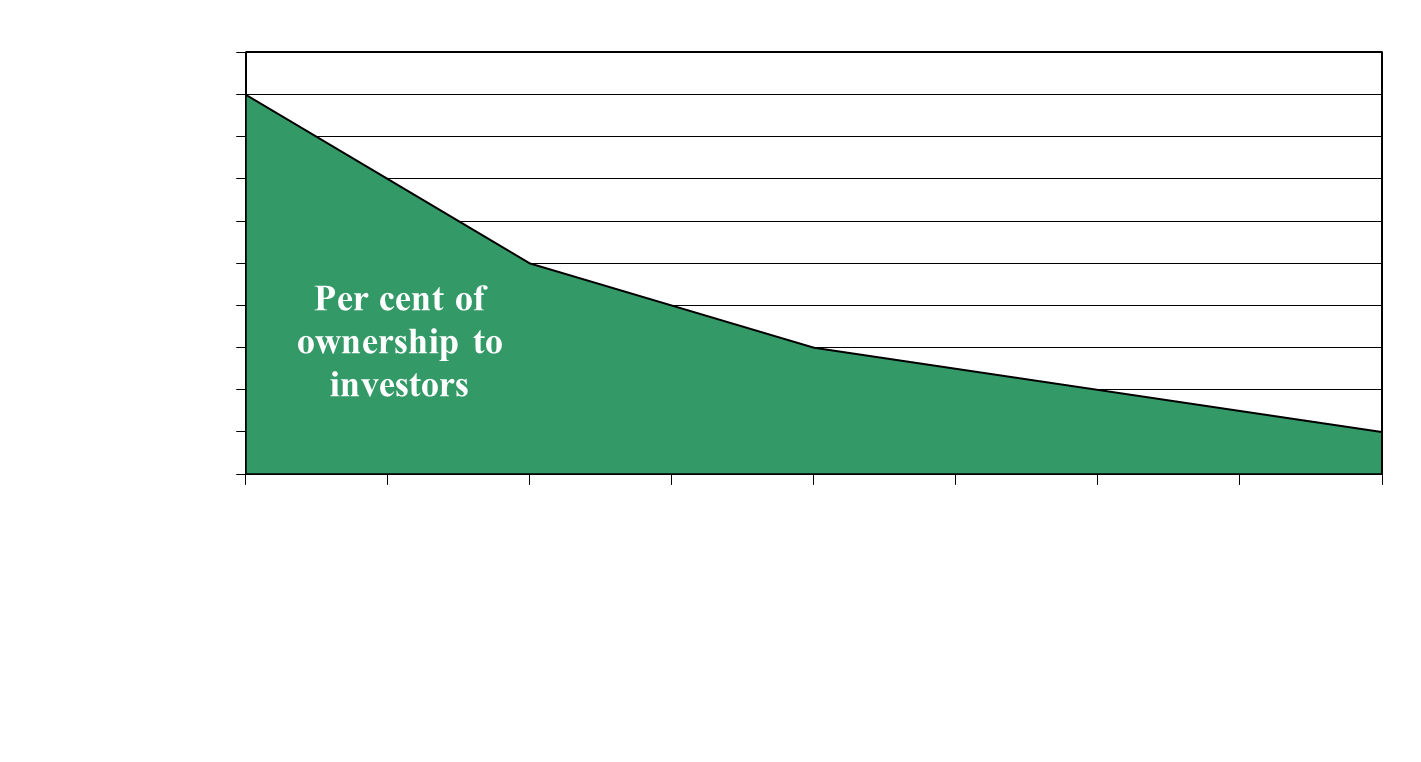 Per cent of
ownership to
investors